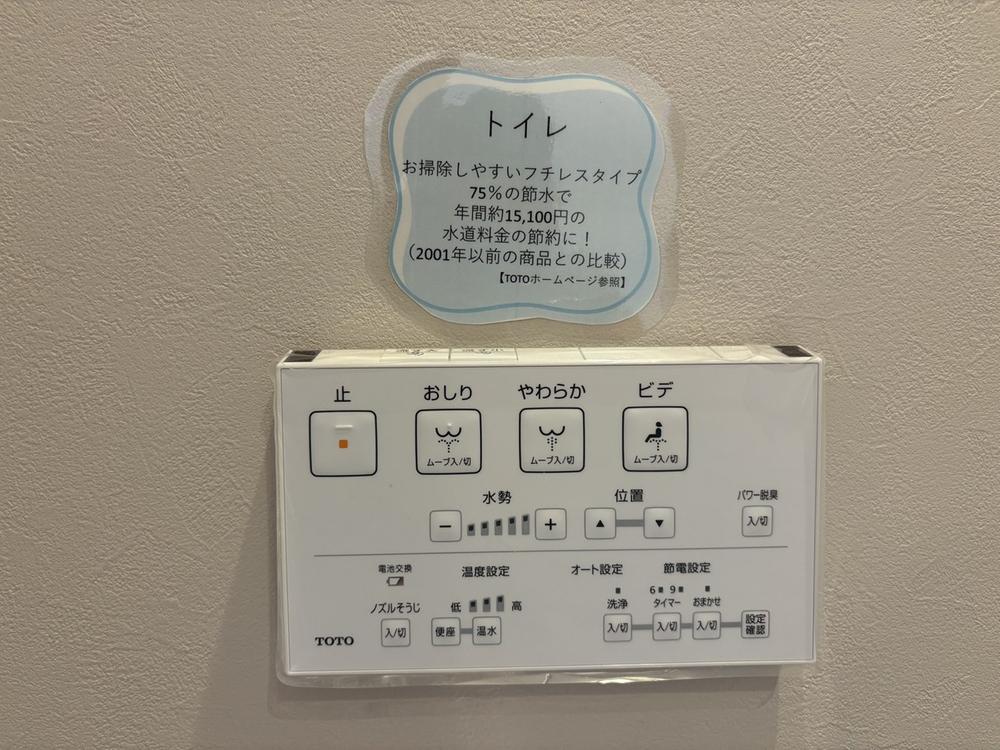 トイレ
お掃除しやすいフチレスタイプ
75％の節水で
年間約15,100円の
水道料金の節約に！
（2001年以前の商品との比較）
【TOTOホームページ参照】
止 おしり やわらか ビデ
ムーブ入/切 ムーブ入/切 ムーブ入/切
水勢 位置 パワー脱臭
− + ▲ ▼ 入/切
電池交換 温度設定 オート設定 節電設定
6 9
ノズルそうじ 低 高 洗浄 タイマー おまかせ
入/切 便座 温水 入/切 入/切 入/切 設定
確認
TOTO